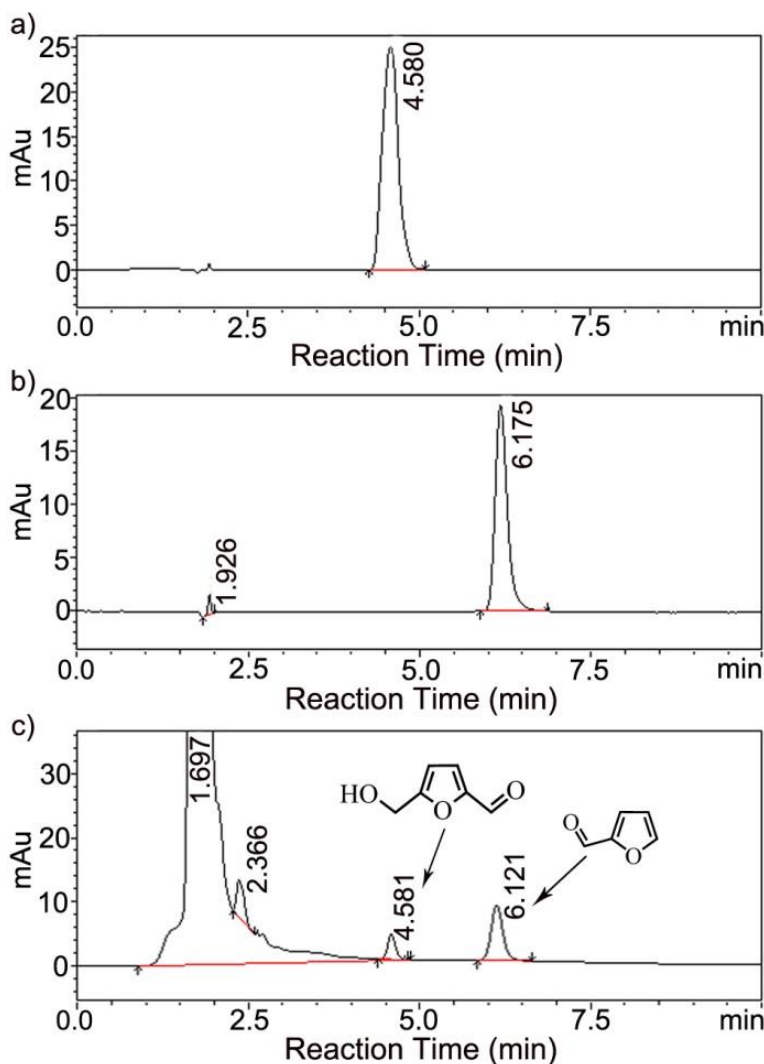 a)
25
20
15
10
5
0
mAu
4.580
0.0 2.5 5.0 7.5 min
Reaction Time (min)
b)
20
15
10
5
0
mAu
1.926
6.175
0.0 2.5 5.0 7.5 min
Reaction Time (min)
c)
30
20
10
0
mAu
1.697
2.366
4.581
6.121
HO
O
O
O
O
0.0 2.5 5.0 7.5 min
Reaction Time (min)